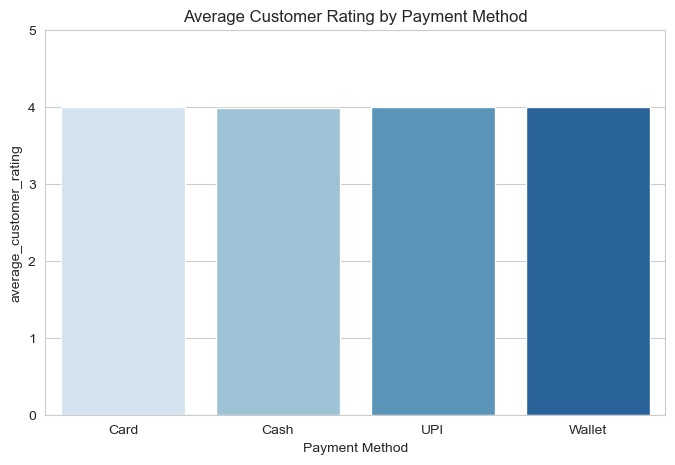 Average Customer Rating by Payment Method
5
4
3
2
1
0
average_customer_rating
Card Cash UPI Wallet
Payment Method